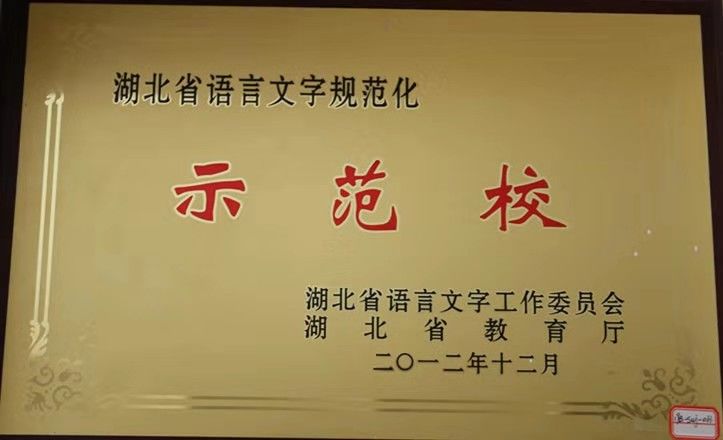 湖北省语言文字规范化
示范校
湖北省语言文字工作委员会
湖北省教育厅
二〇一二年十二月